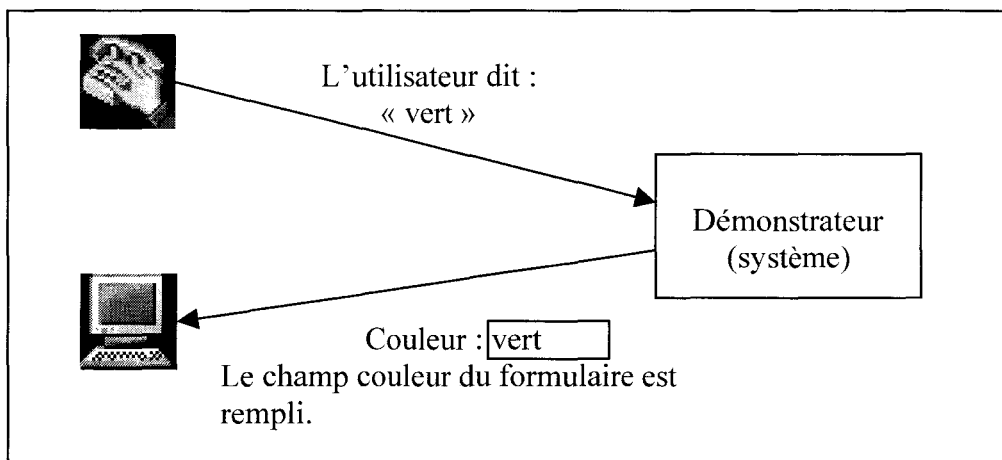 L'utilisateur dit :
« vert »
Démonstrateur
(système)
Couleur : vert
Le champ couleur du formulaire est
rempli.